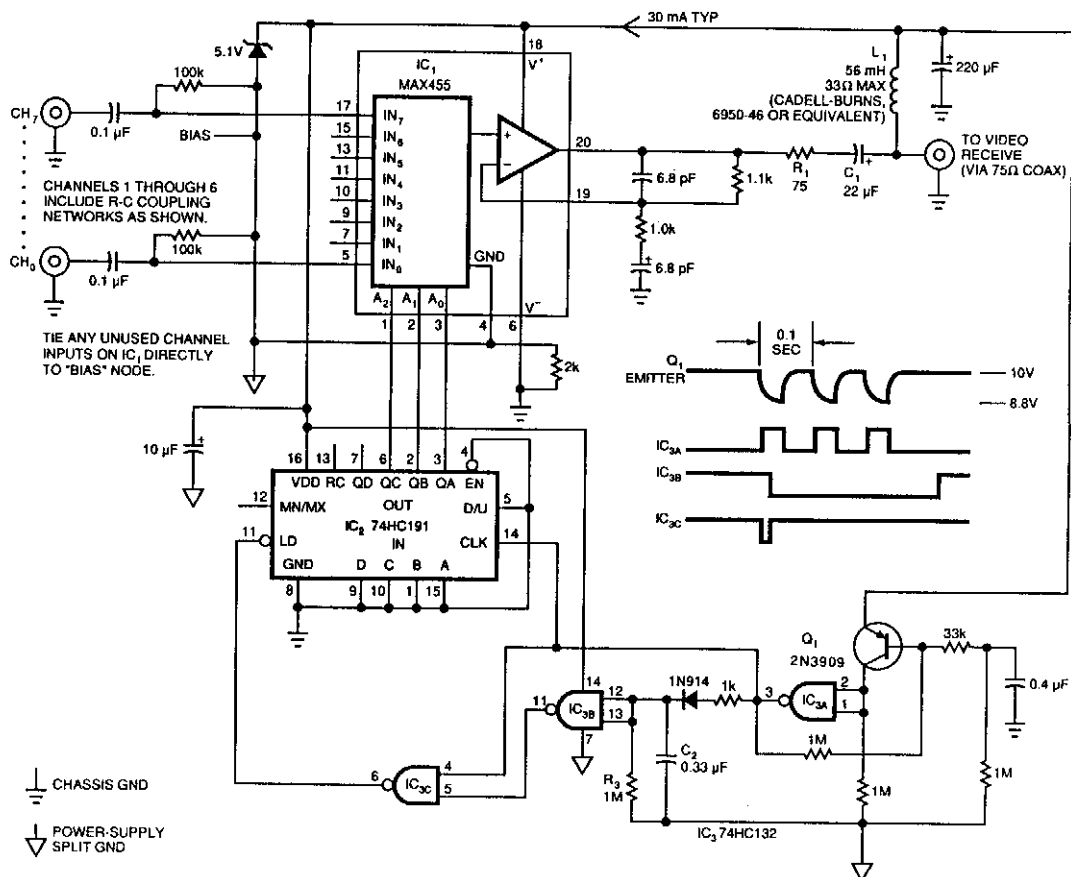 30 mA TYP
5.1V
18
V+
IC1
MAX455
L1
56 mH
33Ω MAX
(CADELL-BURNS,
6950-46 OR EQUIVALENT)
220 µF
100k
CH7
0.1 µF
BIAS
17
IN7
15
IN6
13
IN5
11
IN4
10
IN3
9
IN2
7
IN1
5
IN0
+
−
20
19
6.8 pF
1.1k
R1
75
C1
22 µF
+
TO VIDEO
RECEIVE
(VIA 75Ω COAX)
CHANNELS 1 THROUGH 6
INCLUDE R-C COUPLING
NETWORKS AS SHOWN.
100k
CH0
0.1 µF
1.0k
+
6.8 pF
GND
A2
A1
A0
V−
1
2
3
4
6
TIE ANY UNUSED CHANNEL
INPUTS ON IC1 DIRECTLY
TO "BIAS" NODE.
2k
0.1
SEC
Q1
EMITTER
10V
8.8V
IC3A
IC3B
IC3C
10 µF
+
16
13
7
6
2
3
4
VDD
RC
QD
QC
QB
QA
EN
12
MN/MX
OUT
D/U
5
IC2 74HC191
11
LD
IN
CLK
14
GND
D
C
B
A
8
9
10
1
15
Q1
2N3909
33k
0.4 µF
1N914
1k
3
IC3A
2
1
14
11
IC3B
12
13
7
1M
C2
0.33 µF
R3
1M
1M
1M
6
IC3C
4
5
IC3 74HC132
CHASSIS GND
POWER-SUPPLY
SPLIT GND